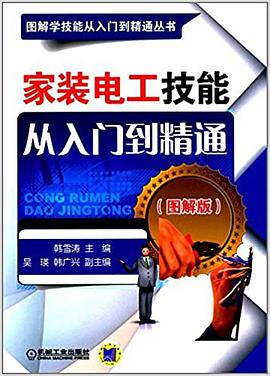 图解学技能从入门到精通丛书
家装电工技能
从入门到精通
CONG RUMEN
DAO JINGTONG
（图解版）
韩雪涛 主编
吴瑛 韩广兴 副主编
机械工业出版社
CHINA MACHINE PRESS